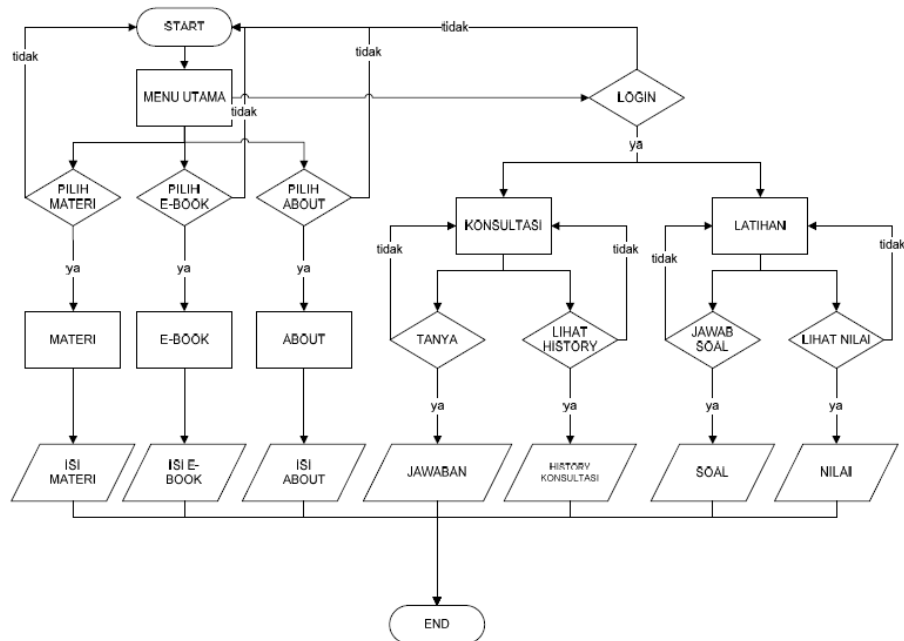 START
tidak
tidak
tidak
tidak
MENU UTAMA
LOGIN
ya
PILIH
MATERI
PILIHI
E-BOOK
PILIH
ABOUT
KONSULTASI
LATIHAN
tidak
tidak
tidak
tidak
ya
ya
ya
MATERI
E-BOOK
ABOUT
TANYA
LIHAT
HISTORY
JAWAB
SOAL
LIHAT NILAI
ya
ya
ya
ya
ISI
MATERI
ISI E-
BOOK
ISI
ABOUT
JAWABAN
HISTORY
KONSULTASI
SOAL
NILAI
END